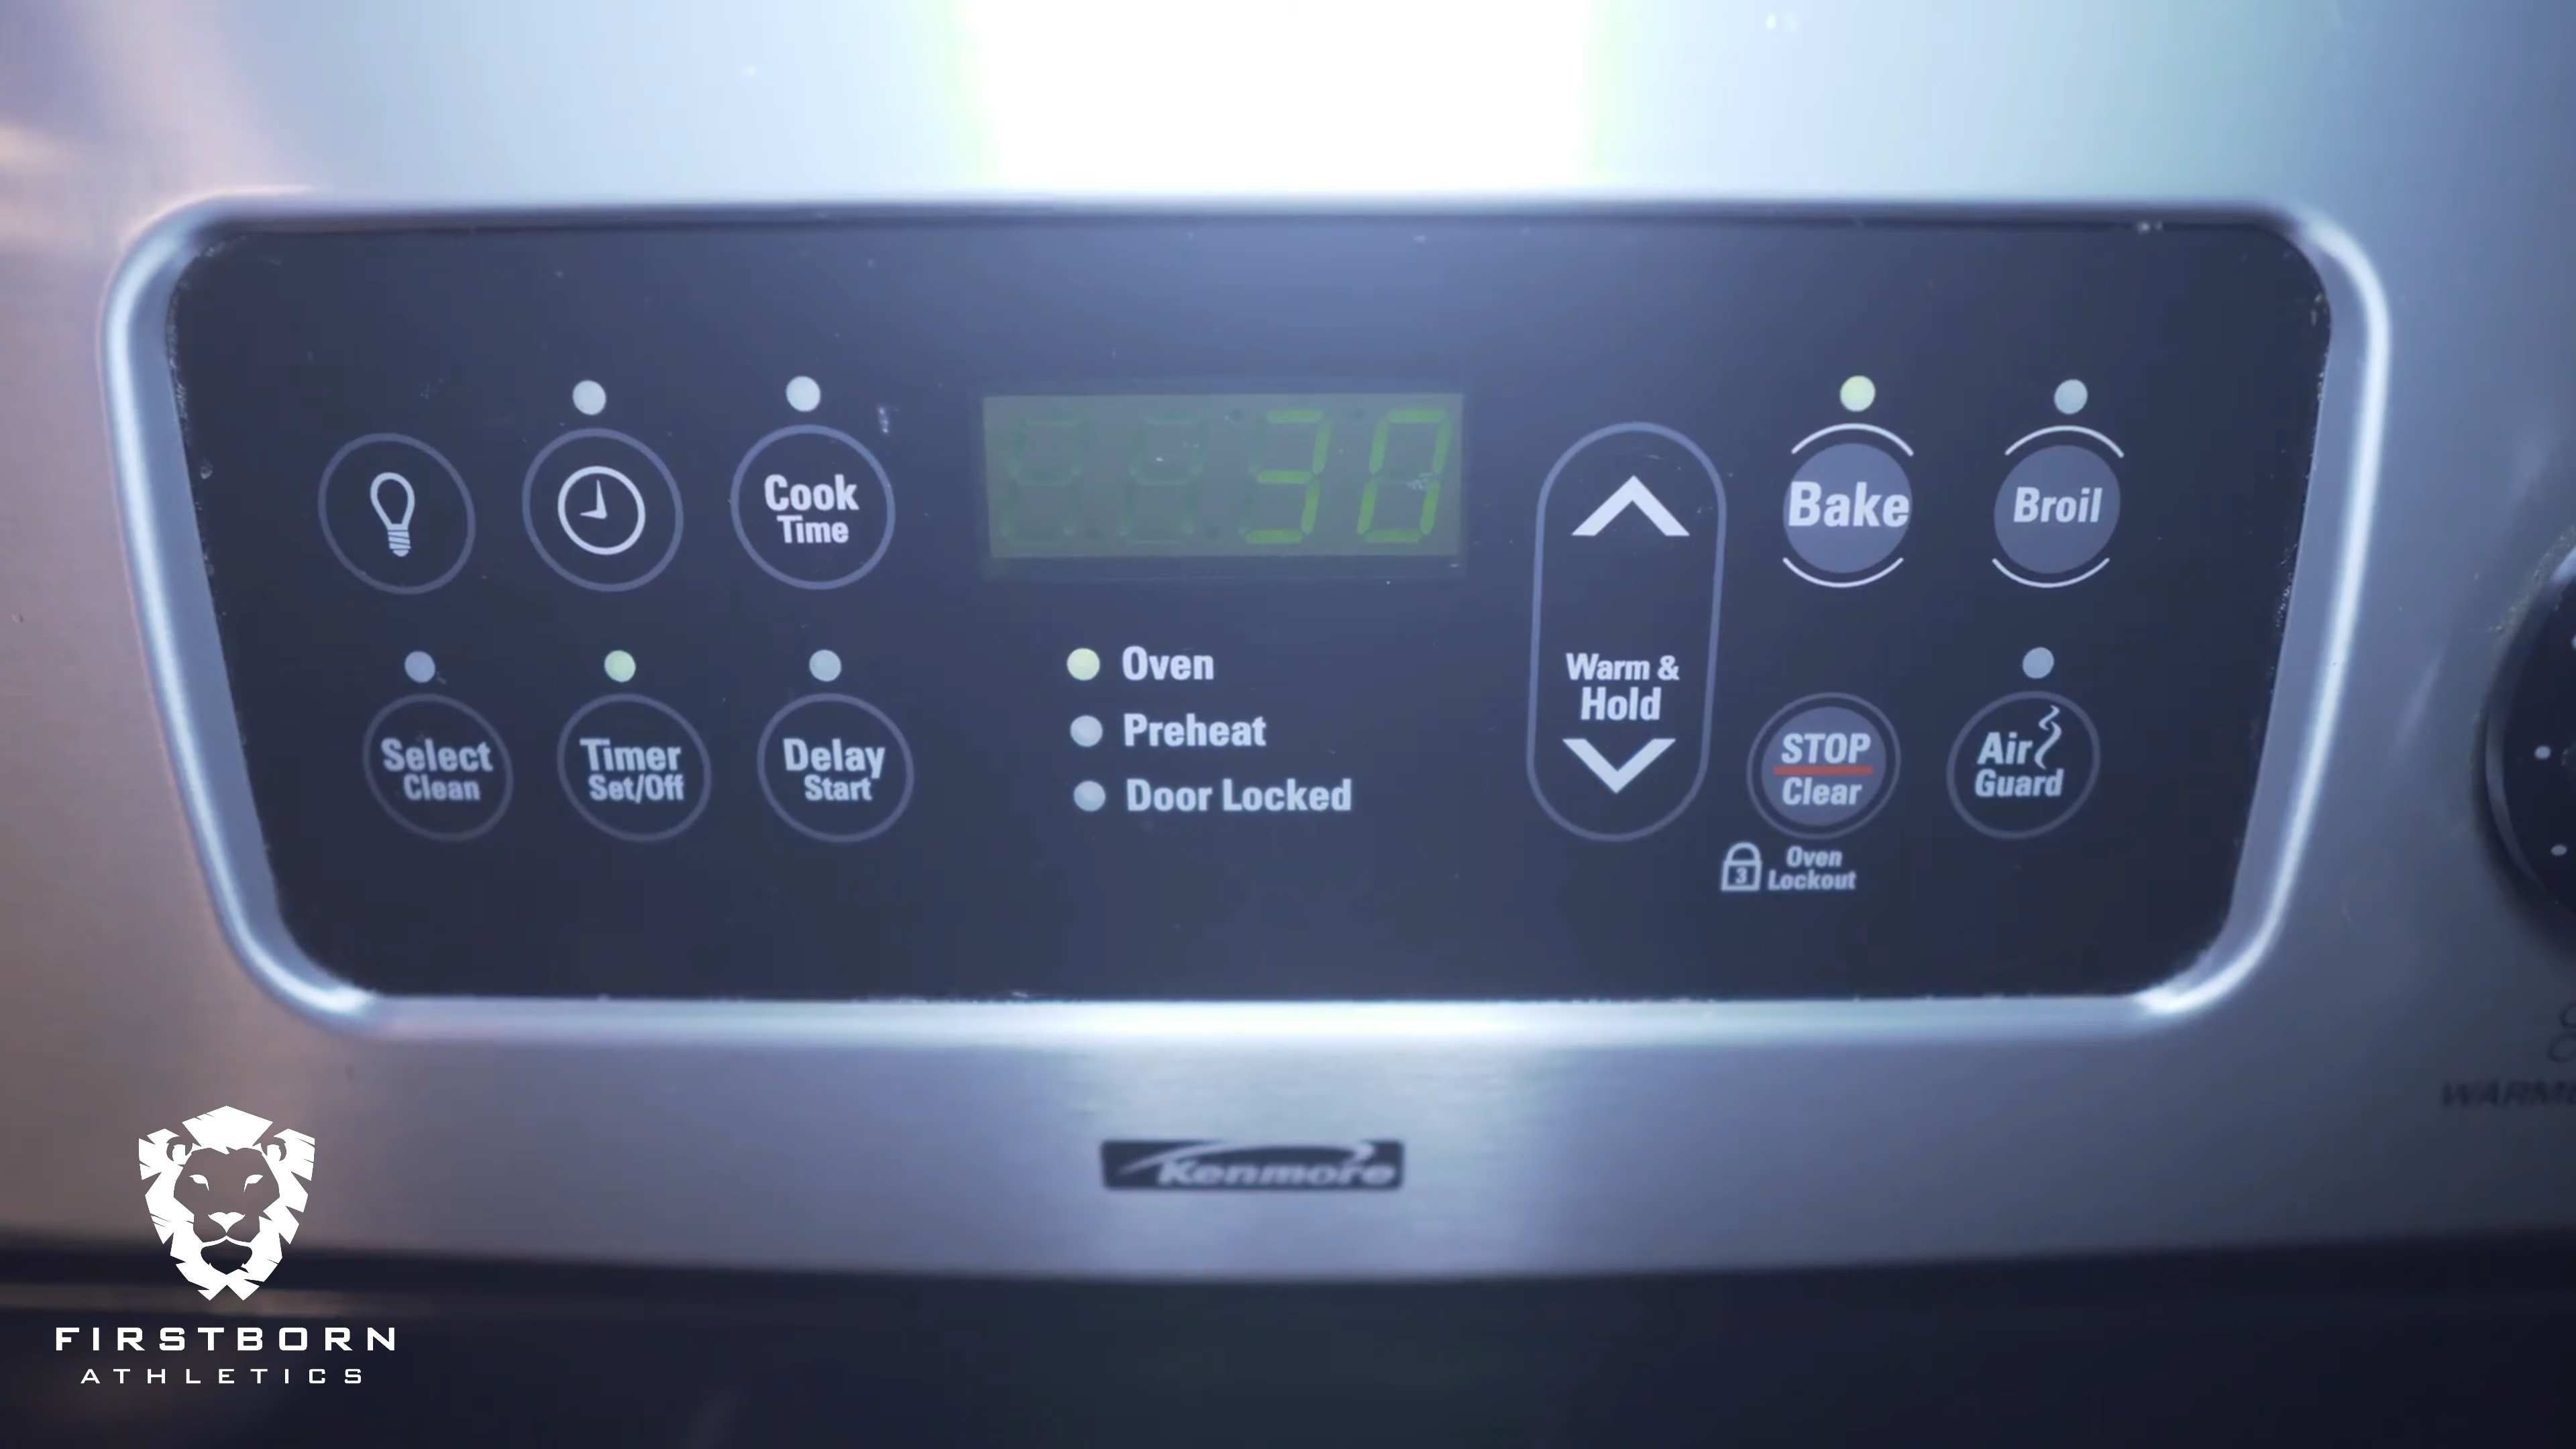 30
Cook
Time
Bake
Broil
Oven
Preheat
Door Locked
Warm &
Hold
Select
Clean
Timer
Set/Off
Delay
Start
STOP
Clear
Air
Guard
3
Oven
Lockout
Kenmore
FIRSTBORN
ATHLETICS